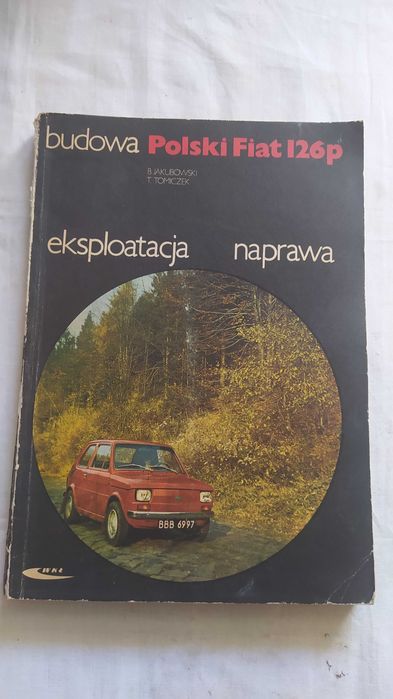 budowa Polski Fiat 126p
B. JAKUBOWSKI
T. TOMICZEK
eksploatacja naprawa
BBB 6997
WKŁ